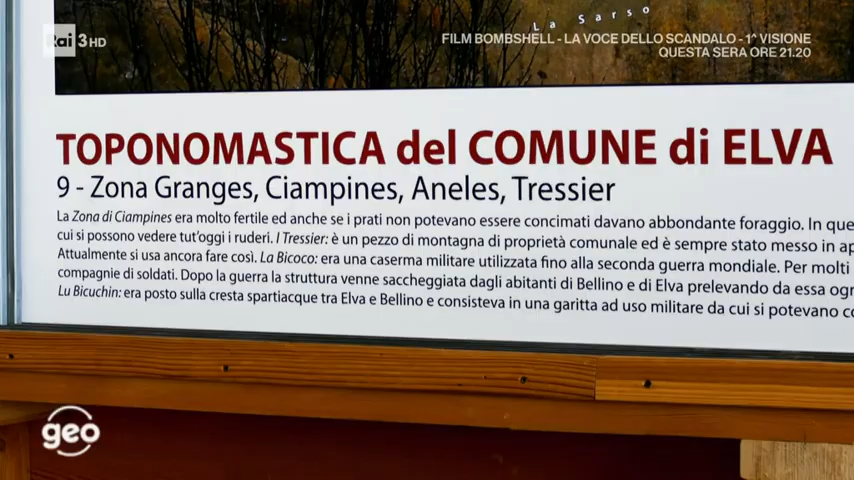 La Sarso
Rai 3HD
FILM BOMBSHELL - LA VOCE DELLO SCANDALO - 1^ VISIONE
QUESTA SERA ORE 21.20
TOPONOMASTICA del COMUNE di ELVA
9 - Zona Granges, Ciampines, Aneles, Tressier
La Zona di Ciampines era molto fertile ed anche se i prati non potevano essere concimati davano abbondante foraggio. In que
cui si possono vedere tut'oggi i ruderi. I Tressier: è un pezzo di montagna di proprietà comunale ed è sempre stato messo in ap
Attualmente si usa ancora fare così. La Bicoco: era una caserma militare utilizzata fino alla seconda guerra mondiale. Per molti
compagnie di soldati. Dopo la guerra la struttura venne saccheggiata dagli abitanti di Bellino e di Elva prelevando da essa ogn
Lu Bicuchin: era posto sulla cresta spartiacque tra Elva e Bellino e consisteva in una garitta ad uso militare da cui si potevano co
geo